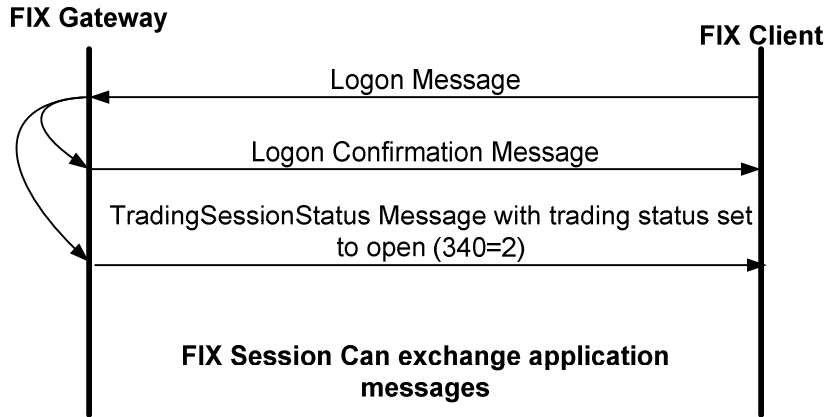 FIX Gateway
FIX Client
Logon Message
Logon Confirmation Message
TradingSessionStatus Message with trading status set
to open (340=2)
FIX Session Can exchange application
messages